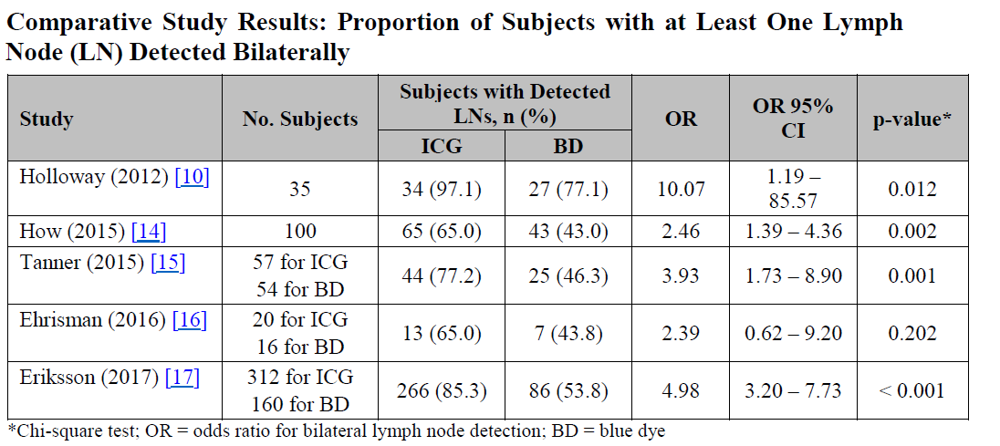 Comparative Study Results: Proportion of Subjects with at Least One Lymph
Node (LN) Detected Bilaterally
Study
No. Subjects
Subjects with Detected
LNs, n (%)
ICG
BD
OR
OR 95%
CI
p-value*
Holloway (2012) [10]
35
34 (97.1)
27 (77.1)
10.07
1.19 –
85.57
0.012
How (2015) [14]
100
65 (65.0)
43 (43.0)
2.46
1.39 – 4.36
0.002
Tanner (2015) [15]
57 for ICG
54 for BD
44 (77.2)
25 (46.3)
3.93
1.73 – 8.90
0.001
Ehrisman (2016) [16]
20 for ICG
16 for BD
13 (65.0)
7 (43.8)
2.39
0.62 – 9.20
0.202
Eriksson (2017) [17]
312 for ICG
160 for BD
266 (85.3)
86 (53.8)
4.98
3.20 – 7.73
< 0.001
*Chi-square test; OR = odds ratio for bilateral lymph node detection; BD = blue dye